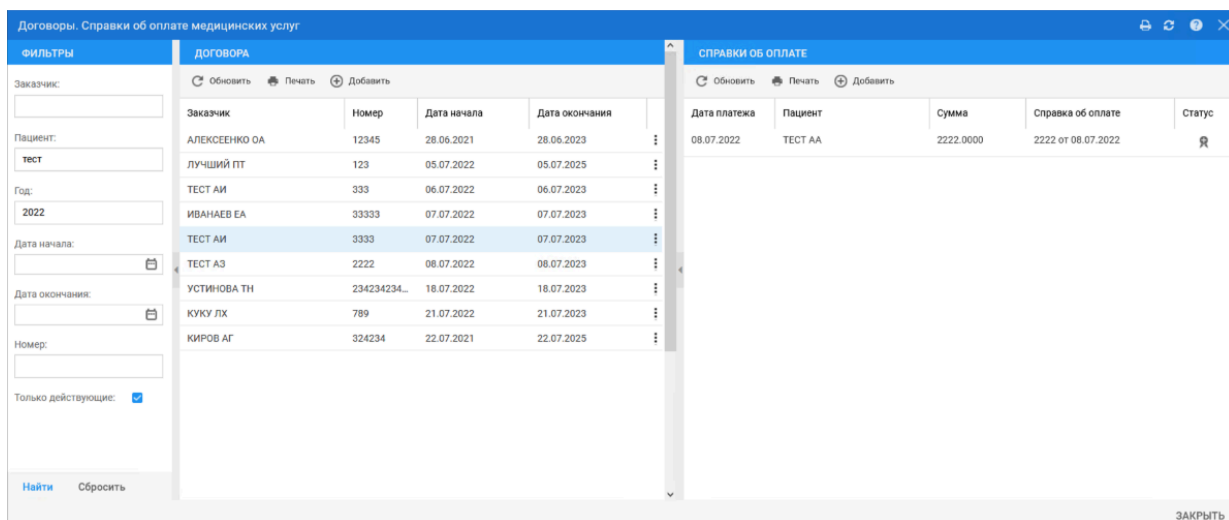 Договоры. Справки об оплате медицинских услуг
ФИЛЬТРЫ
Заказчик:
Пациент:
тест
Год:
2022
Дата начала:
Дата окончания:
Номер:
Только действующие:
Найти Сбросить
ДОГОВОРА
Обновить Печать Добавить
Заказчик Номер Дата начала Дата окончания
АЛЕКСЕЕНКО ОА 12345 28.06.2021 28.06.2023
ЛУЧШИЙ ПТ 123 05.07.2022 05.07.2025
ТЕСТ АИ 333 06.07.2022 06.07.2023
ИВАНАЕВ ЕА 33333 07.07.2022 07.07.2023
ТЕСТ АИ 3333 07.07.2022 07.07.2023
ТЕСТ АЗ 2222 08.07.2022 08.07.2023
УСТИНОВА ТН 234234234... 18.07.2022 18.07.2023
КУКУ ЛХ 789 21.07.2022 21.07.2023
КИРОВ АГ 324234 22.07.2021 22.07.2025
СПРАВКИ ОБ ОПЛАТЕ
Обновить Печать Добавить
Дата платежа Пациент Сумма Справка об оплате Статус
08.07.2022 ТЕСТ АА 2222.0000 2222 от 08.07.2022
ЗАКРЫТЬ